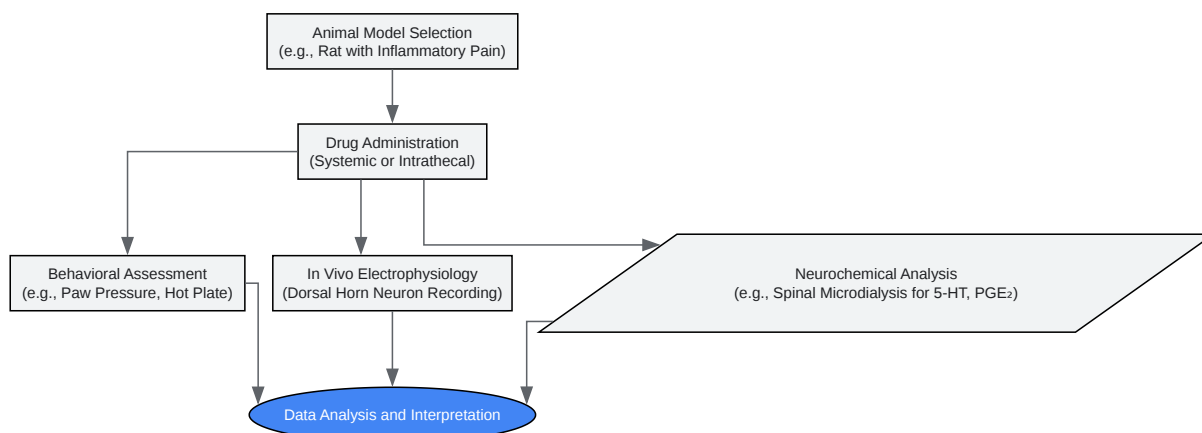 Animal Model Selection
(e.g., Rat with Inflammatory Pain)
Drug Administration
(Systemic or Intrathecal)
Behavioral Assessment
(e.g., Paw Pressure, Hot Plate)
In Vivo Electrophysiology
(Dorsal Horn Neuron Recording)
Neurochemical Analysis
(e.g., Spinal Microdialysis for 5-HT, PGE₂)
Data Analysis and Interpretation